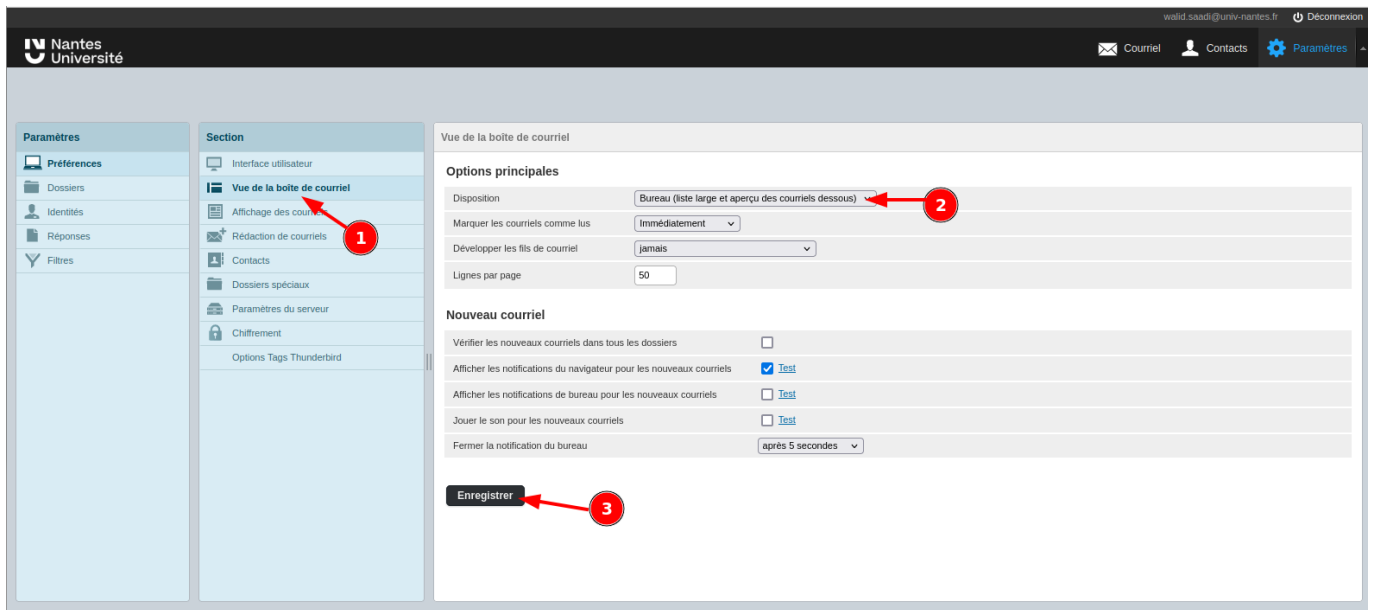 walid.saadi@univ-nantes.fr Déconnexion
Nantes
Université
Courriel Contacts Paramètres
Paramètres
Préférences
Dossiers
Identités
Réponses
Filtres
Section
Interface utilisateur
Vue de la boîte de courriel
Affichage des courriels
Rédaction de courriels
1
Contacts
Dossiers spéciaux
Paramètres du serveur
Chiffrement
Options Tags Thunderbird
Vue de la boîte de courriel
Options principales
Disposition Bureau (liste large et aperçu des courriels dessous)
2
Marquer les courriels comme lus Immédiatement
Développer les fils de courriel jamais
Lignes par page 50
Nouveau courriel
Vérifier les nouveaux courriels dans tous les dossiers
Afficher les notifications du navigateur pour les nouveaux courriels Test
Afficher les notifications de bureau pour les nouveaux courriels Test
Jouer le son pour les nouveaux courriels Test
Fermer la notification du bureau après 5 secondes
Enregistrer
3